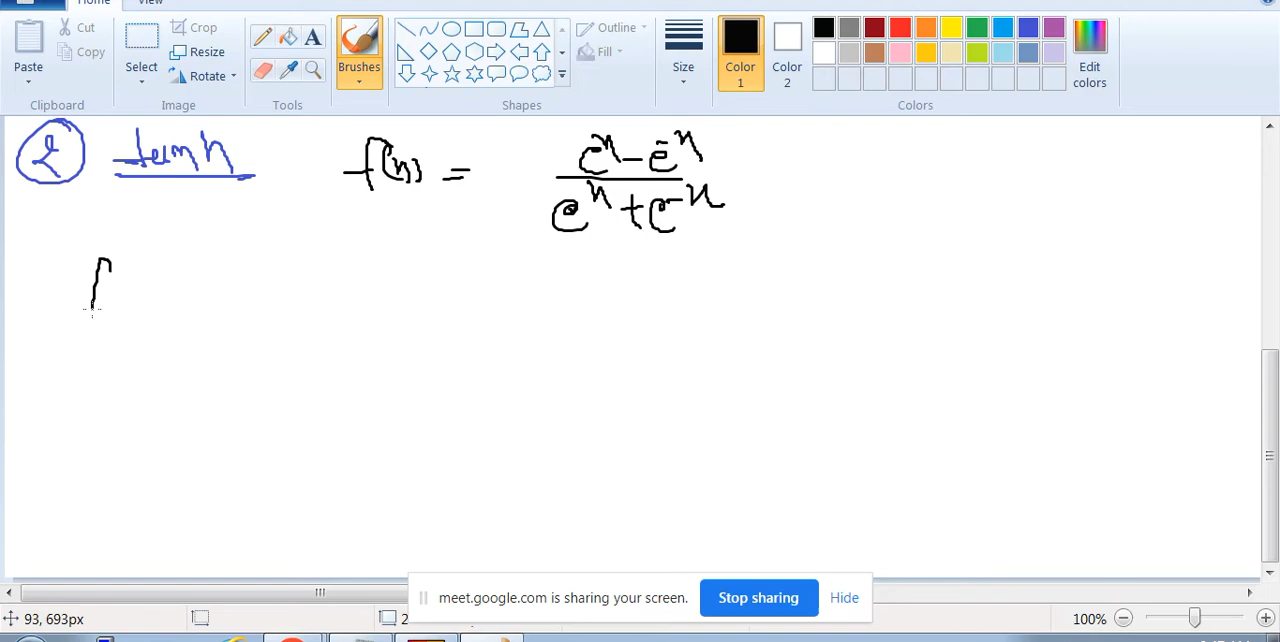 Home View
Cut
Copy
Paste
Clipboard
Select
Crop
Resize
Rotate
Image
A
Tools
Brushes
Outline
Fill
Shapes
Size
Color 1
Color 2
Edit colors
Colors
2 tanh f(x) = (e^x - e^-x) / (e^x + e^-x)
meet.google.com is sharing your screen. Stop sharing Hide
93, 693px
2
100%